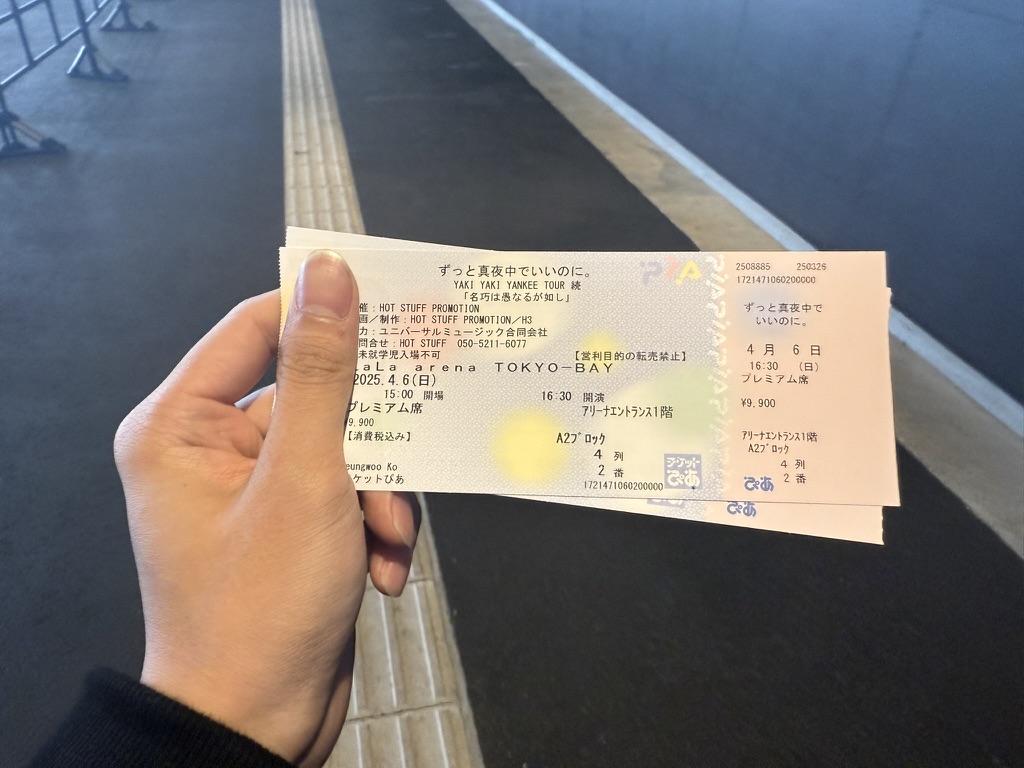 ずっと真夜中でいいのに。
YAKI YAKI YANKEE TOUR 続
「名巧は愚なるが如し」
催:HOT STUFF PROMOTION
画/制作:HOT STUFF PROMOTION/H3
力:ユニバーサルミュージック合同会社
問合せ:HOT STUFF 050-5211-6077
未就学児入場不可 【営利目的の転売禁止】
LaLa arena TOKYO-BAY
2025.4.6(日)
15:00 開場 16:30 開演
プレミアム席 アリーナエントランス1階
9.900
【消費税込み】 A2ブロック
4 列
2 番
eungwoo Ko
ケットぴあ
1721471060200000
チケット
ぴあ
PIA
2508885 250326
1721471060200000
ずっと真夜中で
いいのに。
4 月 6 日
16:30 (日)
プレミアム席
¥9.900
アリーナエントランス1階
A2ブロック
4 列
2 番
ぴあ
ぴあ